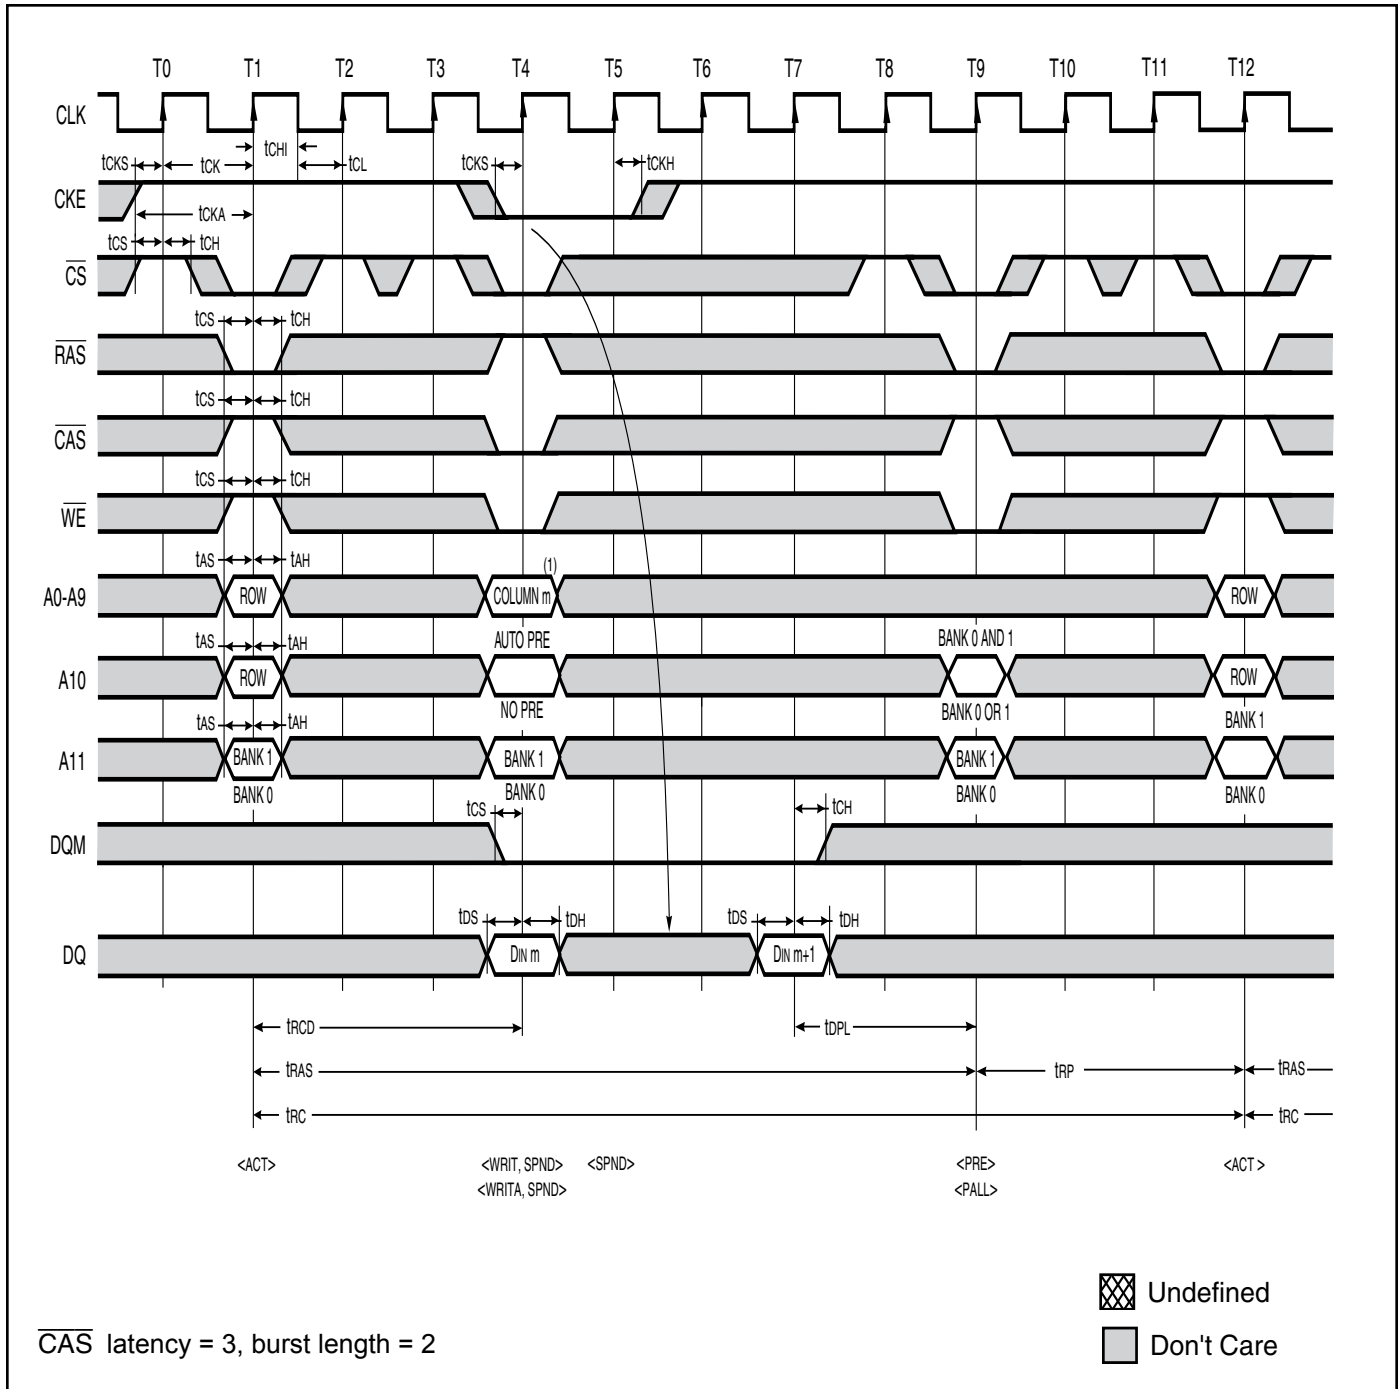 T0 T1 T2 T3 T4 T5 T6 T7 T8 T9 T10 T11 T12
CLK
tCHI
tCKS tCK tCL tCKS tCKH
CKE
tCKA
tCS tCH
CS
tCS tCH
RAS
tCS tCH
CAS
tCS tCH
WE
tAS tAH (1)
A0-A9 ROW COLUMN m ROW
tAS tAH AUTO PRE BANK 0 AND 1
A10 ROW ROW
NO PRE BANK 0 OR 1 BANK 1
tAS tAH
A11 BANK 1 BANK 1 BANK 1
BANK 0 BANK 0 BANK 0 BANK 0
tCS tCH
DQM
tDS tDH tDS tDH
DQ DIN m DIN m+1
tRCD tDPL
tRAS tRP tRAS
tRC tRC
<ACT> <WRIT, SPND> <SPND> <PRE> <ACT >
<WRITA, SPND> <PALL>
Undefined
CAS latency = 3, burst length = 2
Don't Care